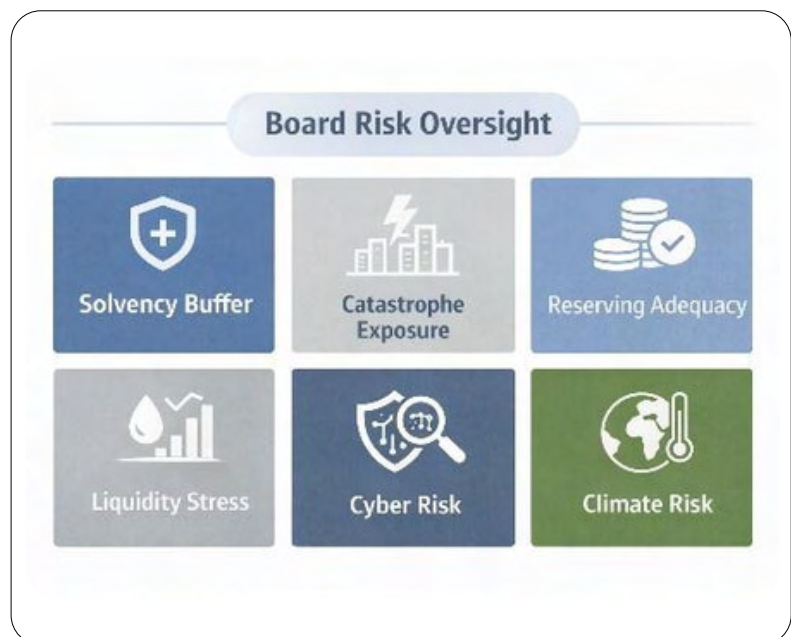 Board Risk Oversight
Solvency Buffer
Catastrophe
Exposure
Reserving Adequacy
Liquidity Stress
Cyber Risk
Climate Risk